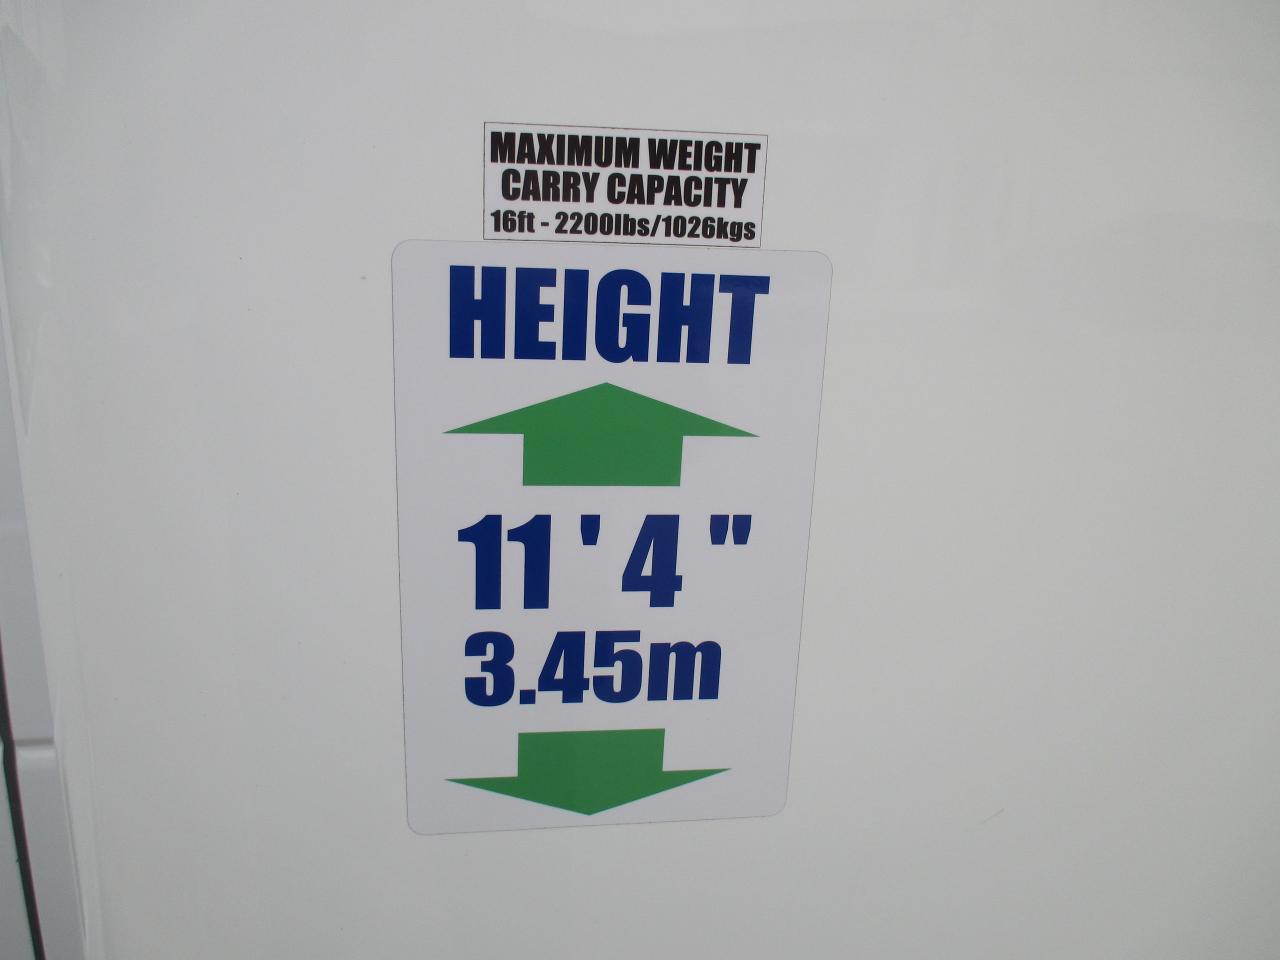 MAXIMUM WEIGHT
CARRY CAPACITY
16ft - 2200lbs/1026kgs
HEIGHT
11 ' 4 "
3.45m